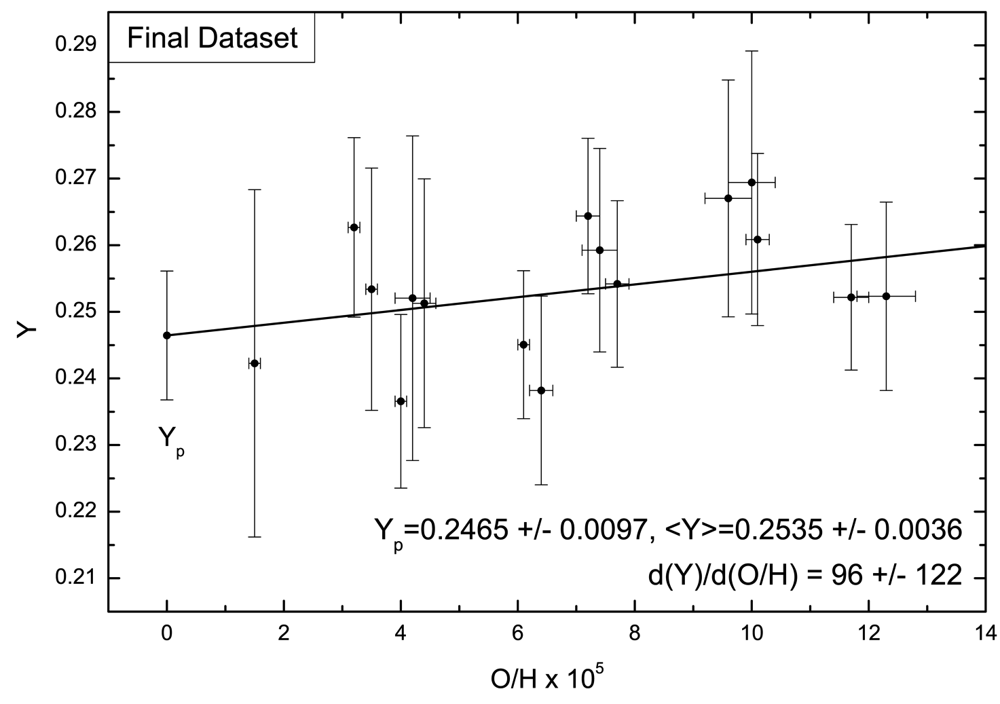 Final Dataset
0.29
0.28
0.27
0.26
0.25
0.24
0.23
0.22
0.21
Y
Yp
Yp=0.2465 +/- 0.0097, <Y>=0.2535 +/- 0.0036
d(Y)/d(O/H) = 96 +/- 122
0 2 4 6 8 10 12 14
O/H x 10⁵